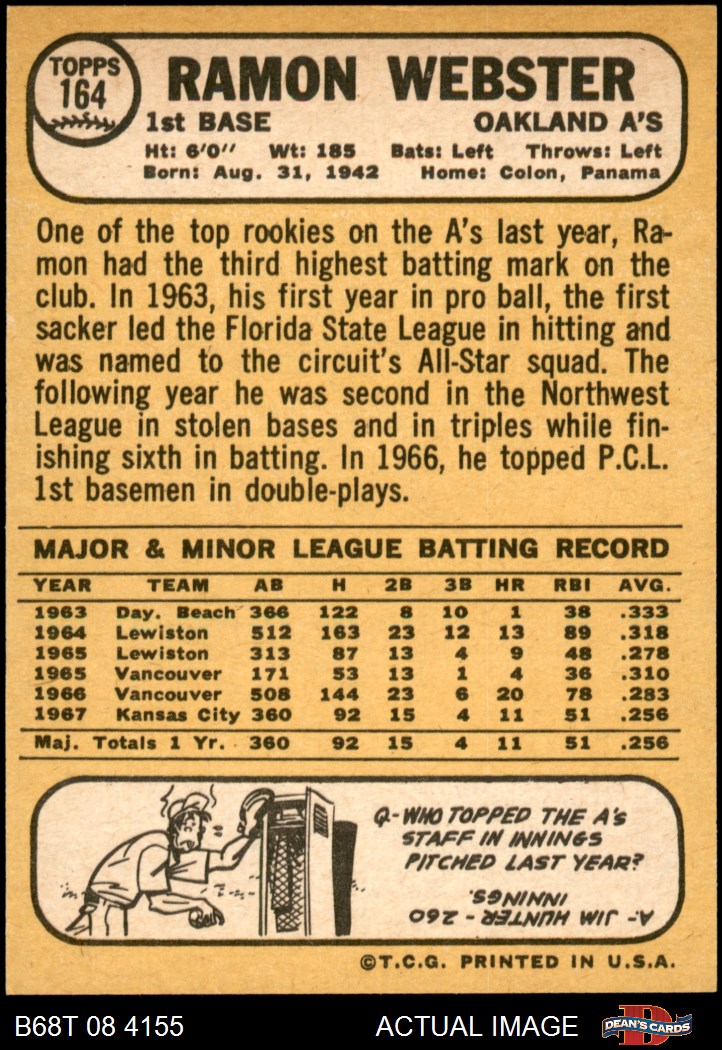 TOPPS
164
RAMON WEBSTER
1st BASE OAKLAND A'S
Ht: 6'0" Wt: 185 Bats: Left Throws: Left
Born: Aug. 31, 1942 Home: Colon, Panama
One of the top rookies on the A's last year, Ra-
mon had the third highest batting mark on the
club. In 1963, his first year in pro ball, the first
sacker led the Florida State League in hitting and
was named to the circuit's All-Star squad. The
following year he was second in the Northwest
League in stolen bases and in triples while fin-
ishing sixth in batting. In 1966, he topped P.C.L.
1st basemen in double-plays.
MAJOR & MINOR LEAGUE BATTING RECORD
YEAR TEAM AB H 2B 3B HR RBI AVG.
1963 Day. Beach 366 122 8 10 1 38 .333
1964 Lewiston 512 163 23 12 13 89 .318
1965 Lewiston 313 87 13 4 9 48 .278
1965 Vancouver 171 53 13 1 4 36 .310
1966 Vancouver 508 144 23 6 20 78 .283
1967 Kansas City 360 92 15 4 11 51 .256
Maj. Totals 1 Yr. 360 92 15 4 11 51 .256
Q-WHO TOPPED THE A'S
STAFF IN INNINGS
PITCHED LAST YEAR?
A- JIM HUNTER - 260
INNINGS.
©T.C.G. PRINTED IN U.S.A.
B68T 08 4155 ACTUAL IMAGE DEAN'S CARDS